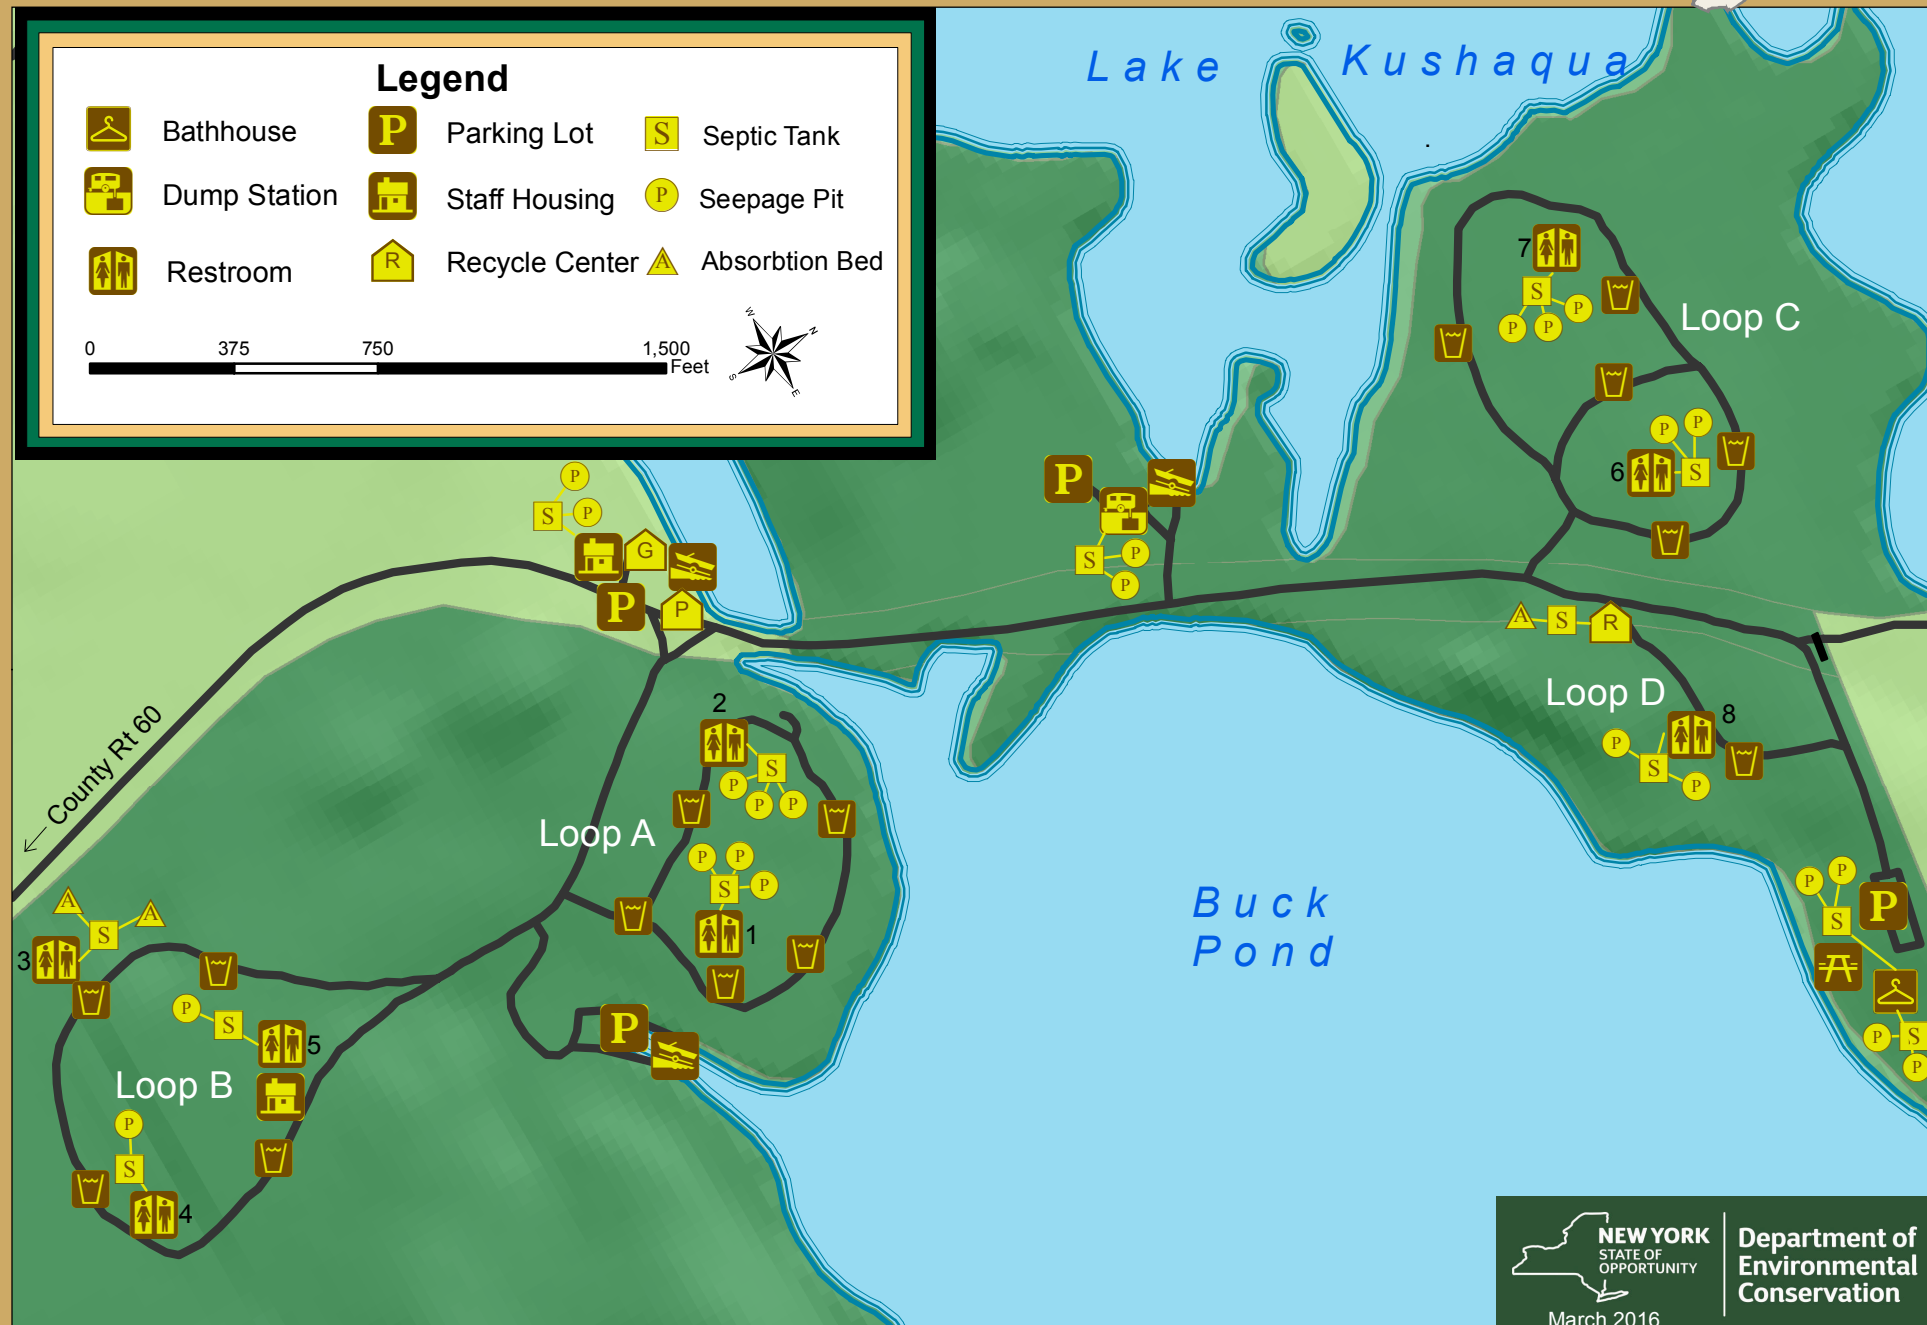 Legend
Bathhouse
P
Parking Lot
S
Septic Tank
Dump Station
Staff Housing
P
Seepage Pit
Restroom
R
Recycle Center
A
Absorbtion Bed
0 375 750 1,500
Feet
W
N
S
E
Lake Kushaqua
7
S
P
P
P
Loop C
P
P
6
S
P
S
P
P
S
P
P
G
P
P
S
P
A
S
R
County Rt 60
2
S
P
P
P
Loop A
P
P
S
P
1
Loop D
8
P
S
P
Buck
Pond
P
P
P
S
S
P
P
A
A
S
3
P
S
5
P
Loop B
P
S
4
NEW YORK
STATE OF
OPPORTUNITY
Department of
Environmental
Conservation
March 2016